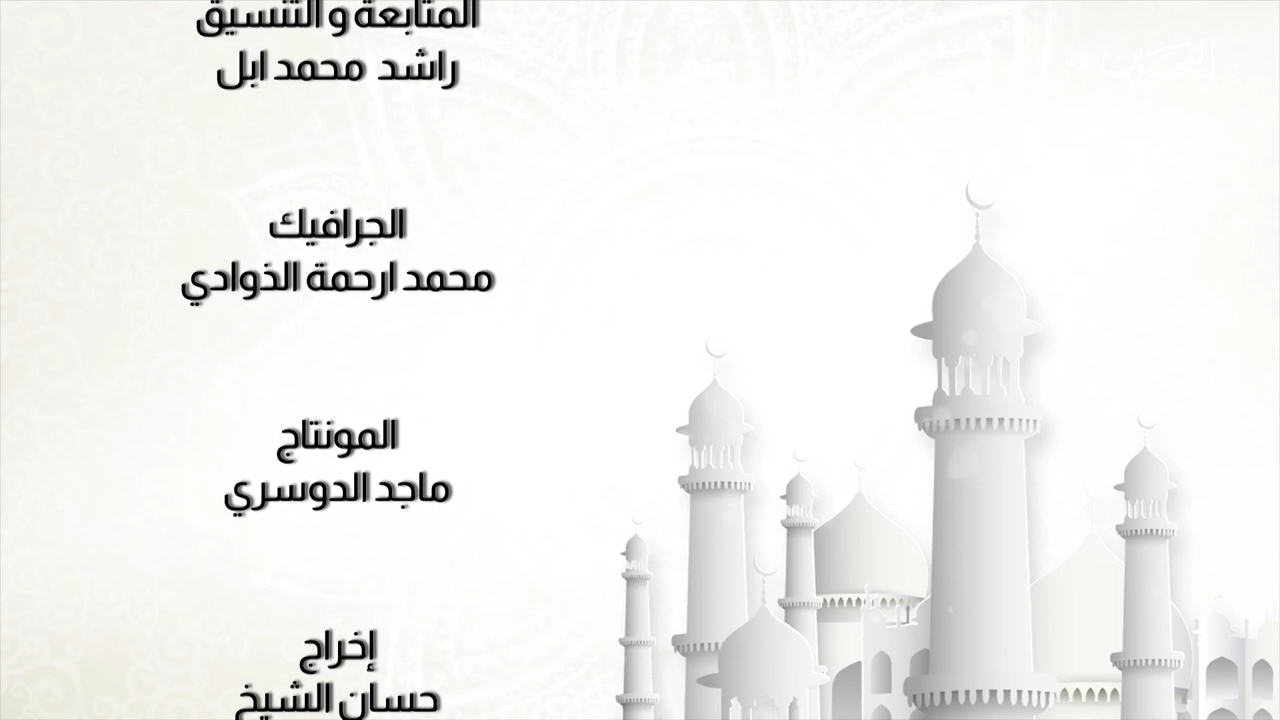 المتابعة و التنسيق
راشد محمد ابل
الجرافيك
محمد ارحمة الذوادي
المونتاج
ماجد الدوسري
إخراج
حسان الشيخ